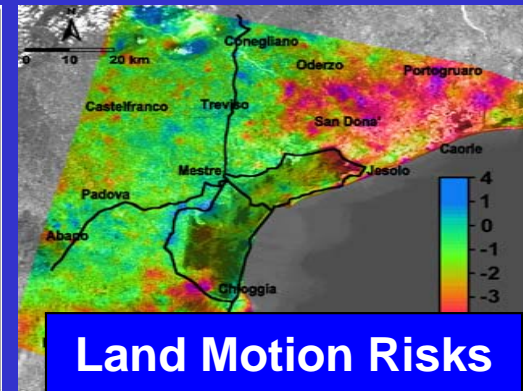 N
0 10 20 km
Conegliano
Oderzo
Portogruaro
Castelfranco
Treviso
San Dona'
Caorle
Mestre
Jesolo
Padova
Abano
Chioggia
4
1
0
-1
-2
-3
Land Motion Risks